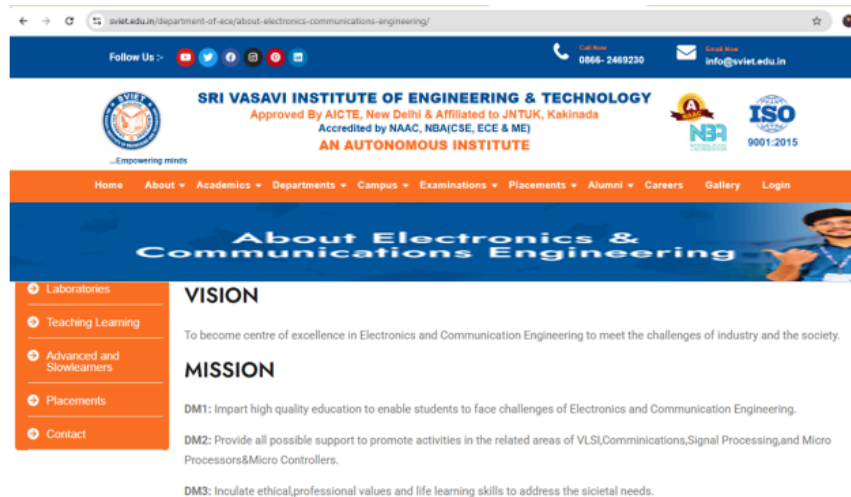 sviet.edu.in/department-of-ece/about-electronics-communications-engineering/
Follow Us :-
Call Now
0866- 2469230
Email Now
info@sviet.edu.in
SVIET
...Empowering minds
SRI VASAVI INSTITUTE OF ENGINEERING & TECHNOLOGY
Approved By AICTE, New Delhi & Affiliated to JNTUK, Kakinada
Accredited by NAAC, NBA(CSE, ECE & ME)
AN AUTONOMOUS INSTITUTE
A
NAAC
NBA
ISO
9001:2015
Home About Academics Departments Campus Examinations Placements Alumni Careers Gallery Login
About Electronics &
Communications Engineering
Laboratories
Teaching Learning
Advanced and
Slowlearners
Placements
Contact
VISION
To become centre of excellence in Electronics and Communication Engineering to meet the challenges of industry and the society.
MISSION
DM1: Impart high quality education to enable students to face challenges of Electronics and Communication Engineering.
DM2: Provide all possible support to promote activities in the related areas of VLSI,Comminications,Signal Processing,and Micro
Processors&Micro Controllers.
DM3: Inculate ethical,professional values and life learning skills to address the sicietal needs.